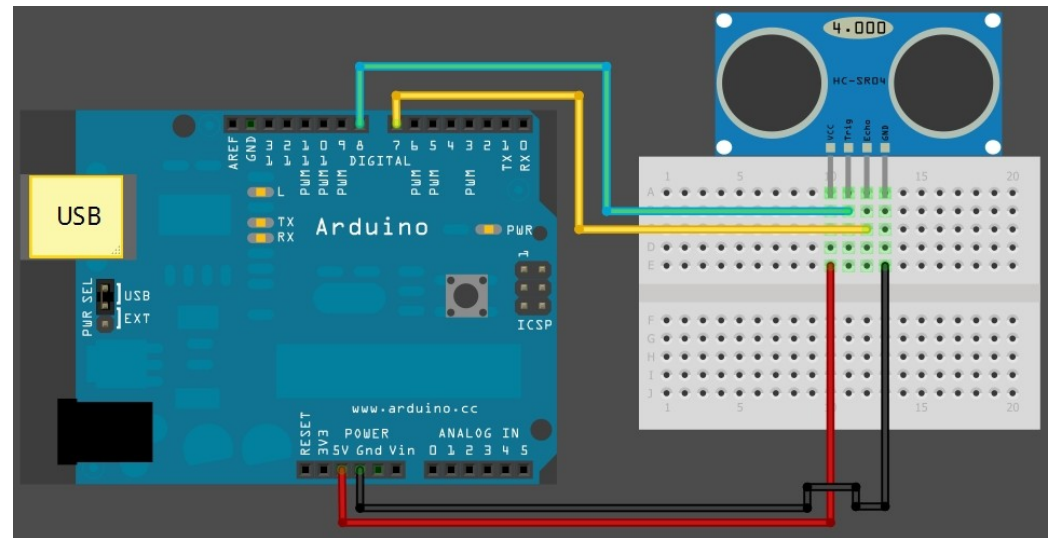 4.000
HC-SR04
VCC Trig Echo GND
AREF GND 13 12 11 10 9 8 7 6 5 4 3 2 1 0
PWM PWM PWM PWM PWM PWM TX RX
DIGITAL
L
TX
RX
Arduino
PWR
USB
PWR SEL
USB
EXT
1
ICSP
www.arduino.cc
POWER ANALOG IN
RESET 3V3 5V Gnd Vin 0 1 2 3 4 5
1 5 10 15 20
A
D
E
F
G
H
I
J
1 5 15 20